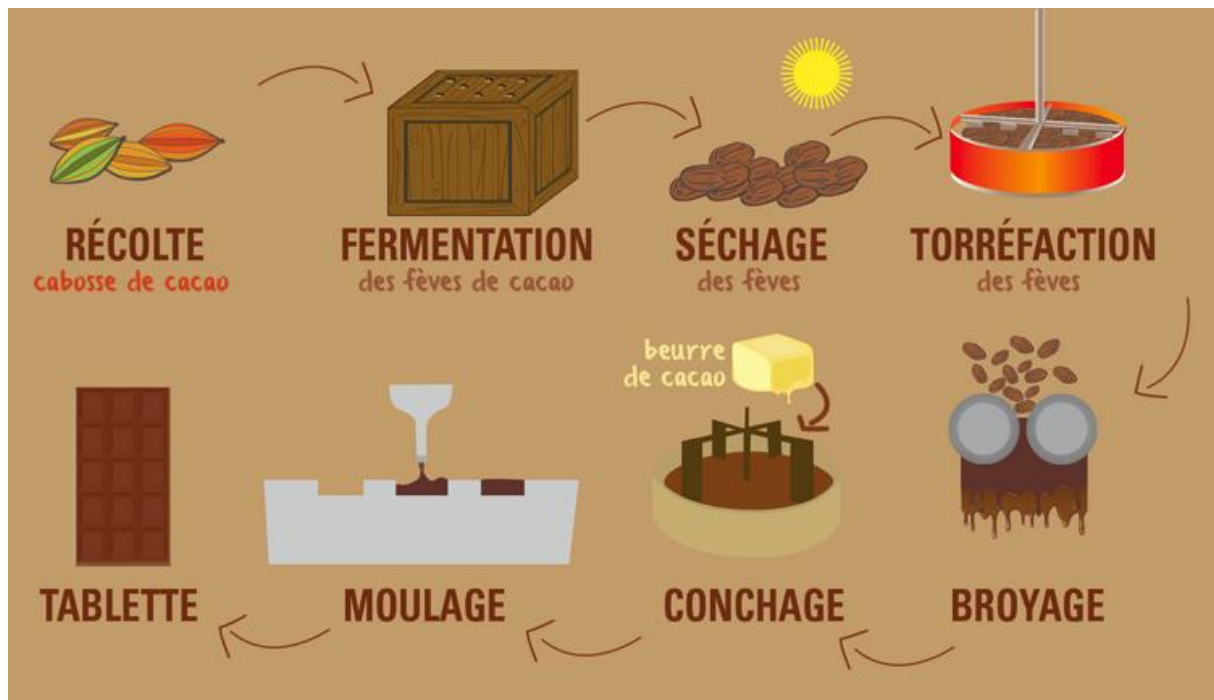 RÉCOLTE
cabosse de cacao
FERMENTATION
des fèves de cacao
SÉCHAGE
des fèves
TORRÉFACTION
des fèves
beurre
de cacao
BROYAGE
CONCHAGE
MOULAGE
TABLETTE